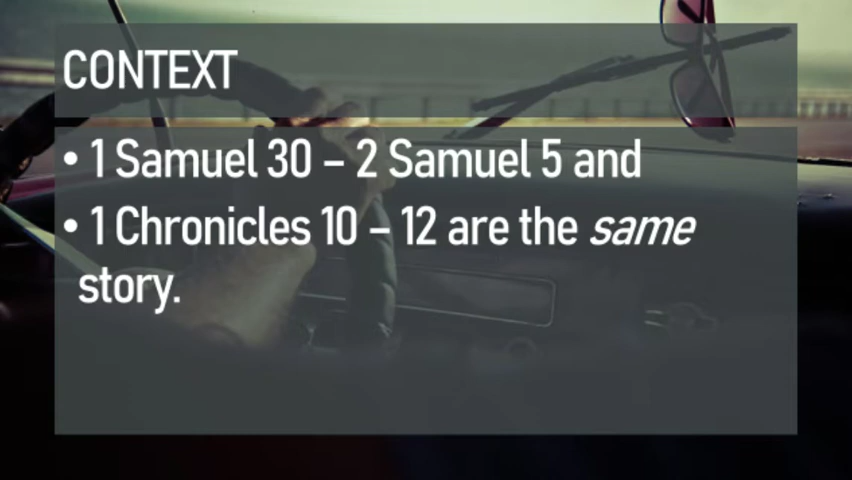 CONTEXT
• 1 Samuel 30 – 2 Samuel 5 and
• 1 Chronicles 10 – 12 are the same
story.